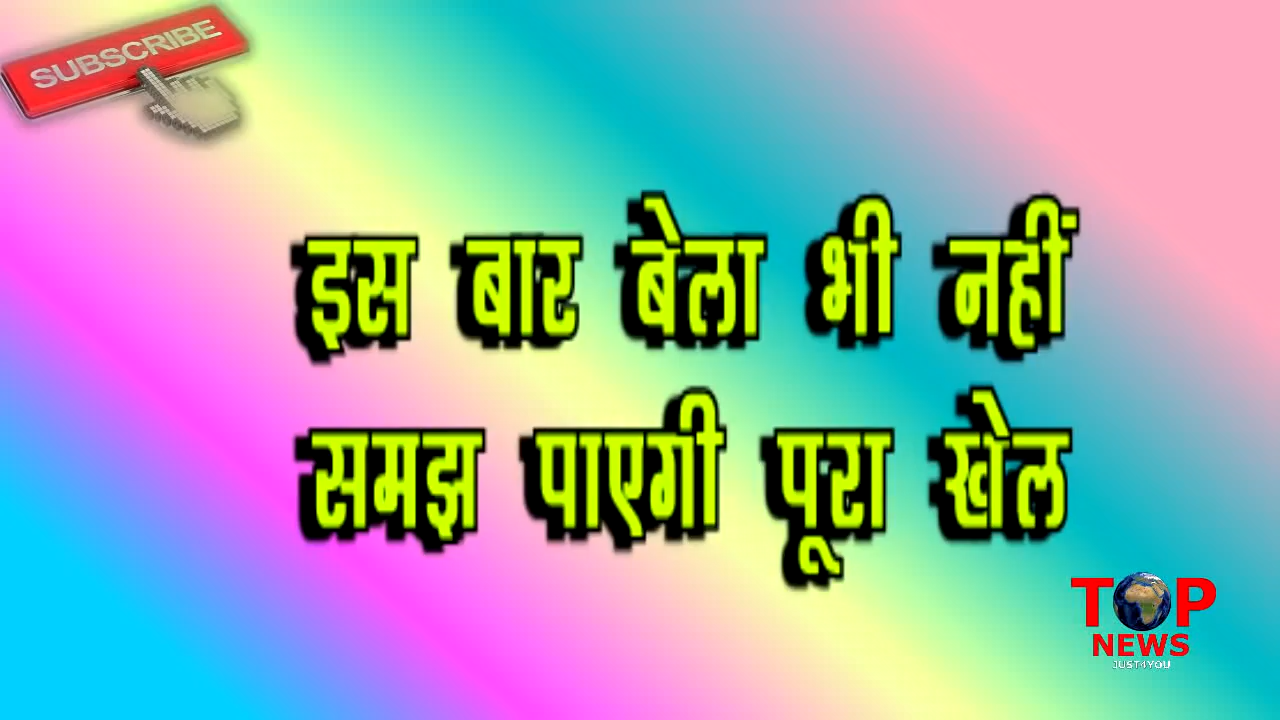 SUBSCRIBE
इस बार बेला भी नहीं
समझ पाएगी पूरा खेल
TOP
NEWS
JUST4YOU